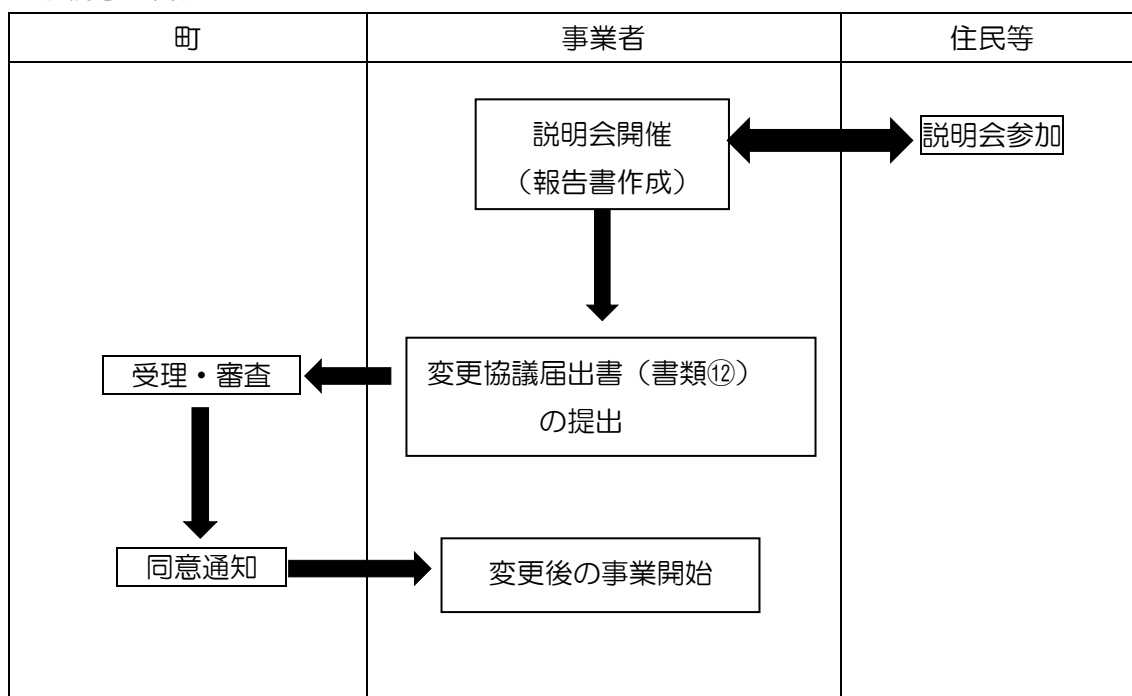 町
事業者
住民等
説明会開催
（報告書作成）
説明会参加
変更協議届出書（書類⑫）
の提出
受理・審査
同意通知
変更後の事業開始